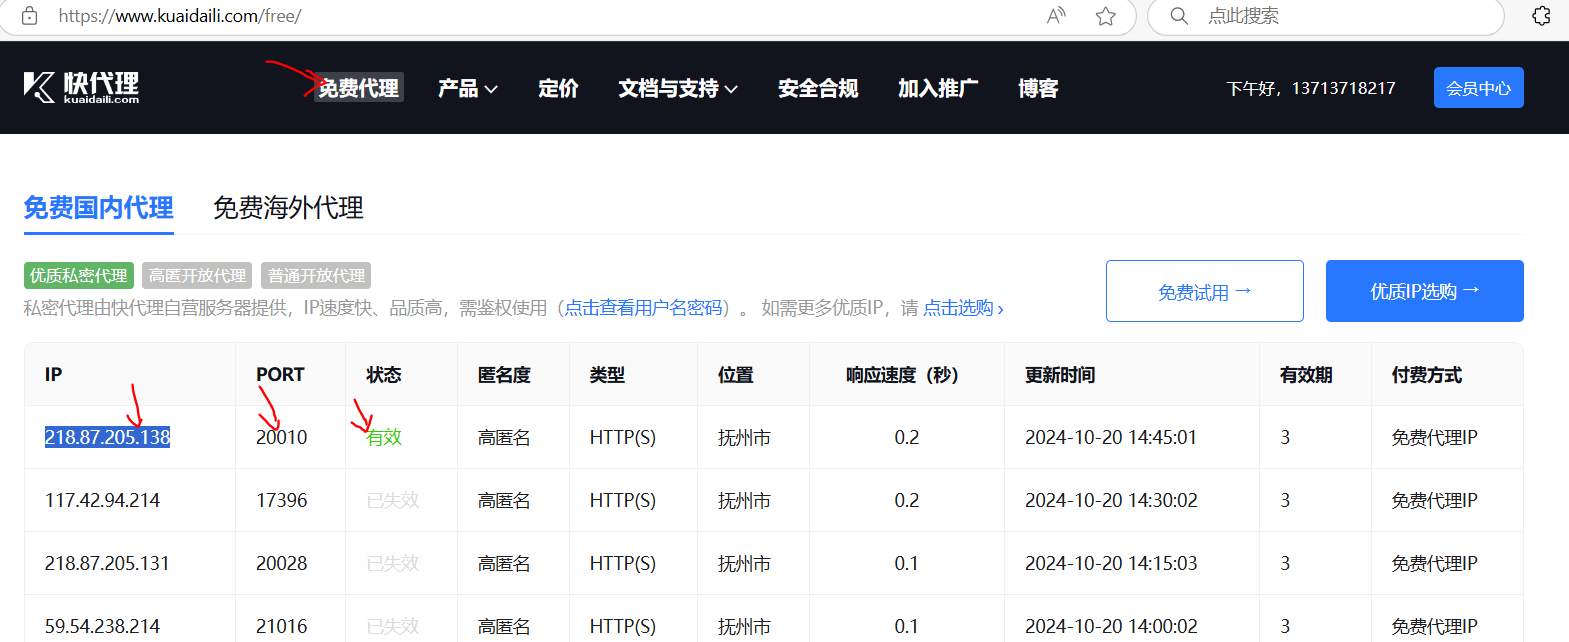 https://www.kuaidaili.com/free/ 点此搜索
快代理 kuaidaili.com 免费代理 产品 定价 文档与支持 安全合规 加入推广 博客 下午好，13713718217 会员中心
免费国内代理 免费海外代理
优质私密代理 高匿开放代理 普通开放代理
私密代理由快代理自营服务器提供，IP速度快、品质高，需鉴权使用（点击查看用户名密码）。 如需更多优质IP，请 点击选购 ›
免费试用 → 优质IP选购 →
IP PORT 状态 匿名度 类型 位置 响应速度（秒） 更新时间 有效期 付费方式
218.87.205.138 20010 有效 高匿名 HTTP(S) 抚州市 0.2 2024-10-20 14:45:01 3 免费代理IP
117.42.94.214 17396 已失效 高匿名 HTTP(S) 抚州市 0.2 2024-10-20 14:30:02 3 免费代理IP
218.87.205.131 20028 已失效 高匿名 HTTP(S) 抚州市 0.1 2024-10-20 14:15:03 3 免费代理IP
59.54.238.214 21016 已失效 高匿名 HTTP(S) 抚州市 0.1 2024-10-20 14:00:02 3 免费代理IP